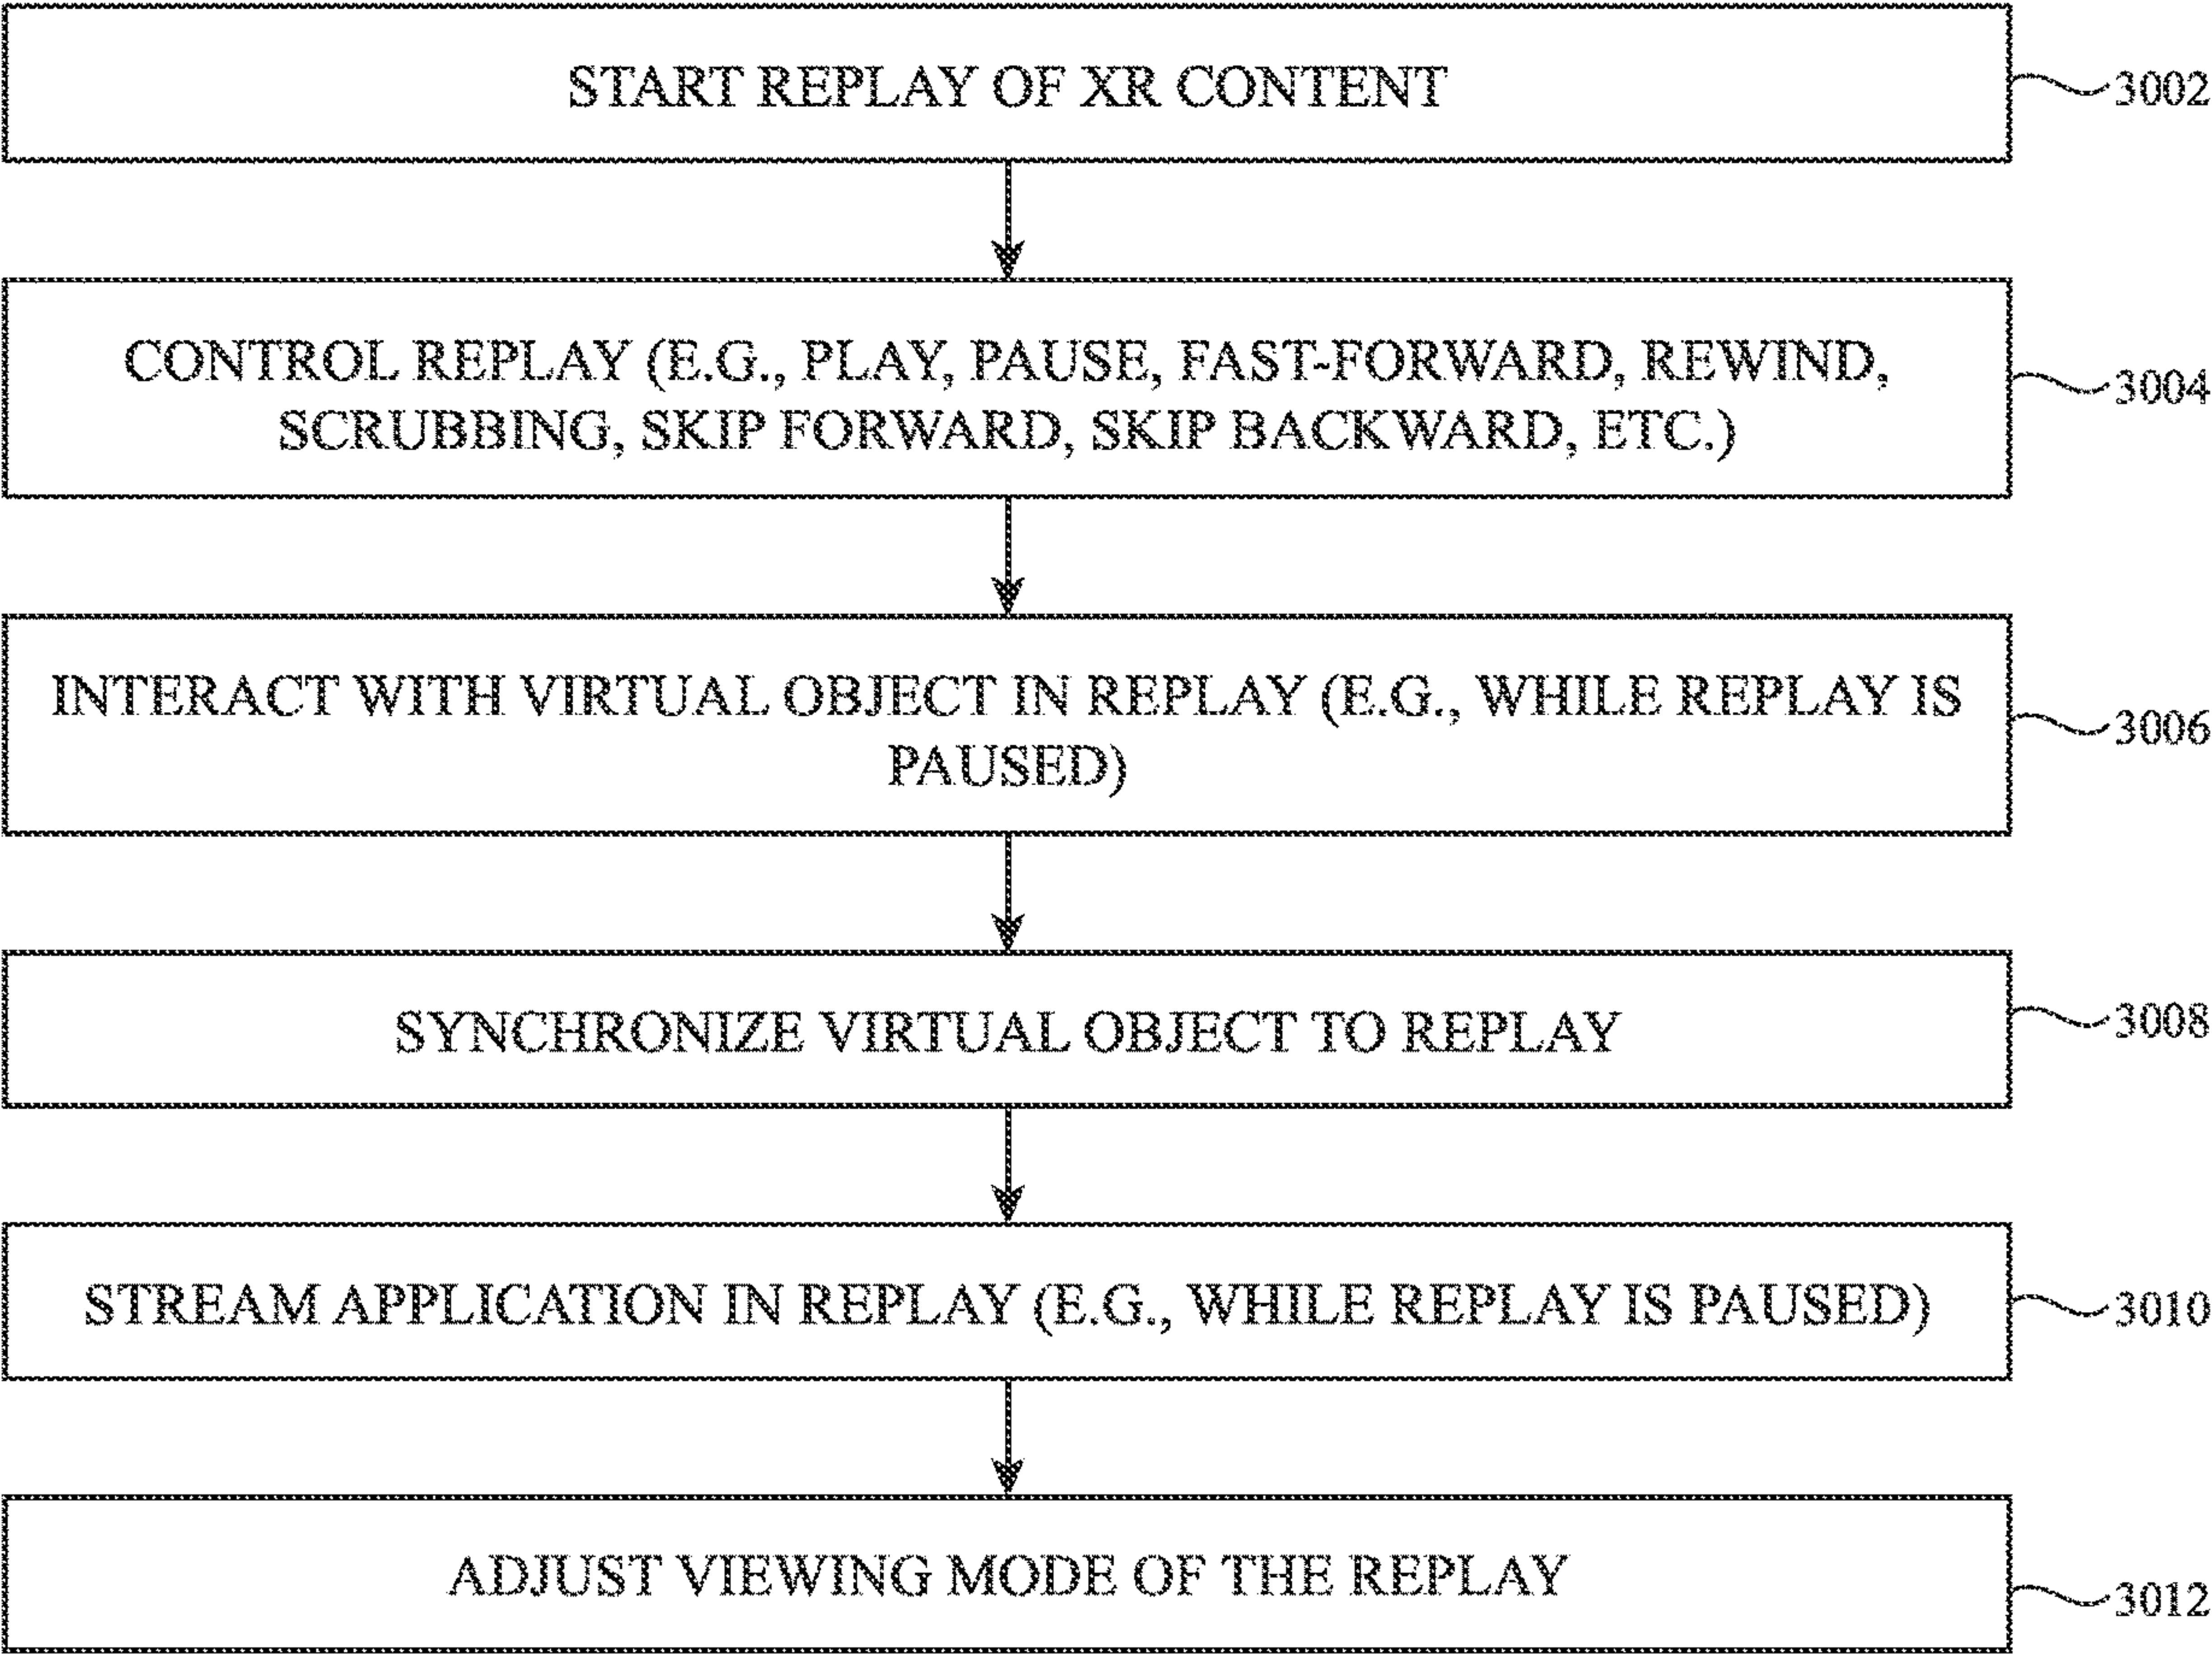 START REPLAY OF XR CONTENT
3002
CONTROL REPLAY (E.G., PLAY, PAUSE, FAST-FORWARD, REWIND,
SCRUBBING, SKIP FORWARD, SKIP BACKWARD, ETC.)
3004
INTERACT WITH VIRTUAL OBJECT IN REPLAY (E.G., WHILE REPLAY IS
PAUSED)
3006
SYNCHRONIZE VIRTUAL OBJECT TO REPLAY
3008
STREAM APPLICATION IN REPLAY (E.G., WHILE REPLAY IS PAUSED)
3010
ADJUST VIEWING MODE OF THE REPLAY
3012